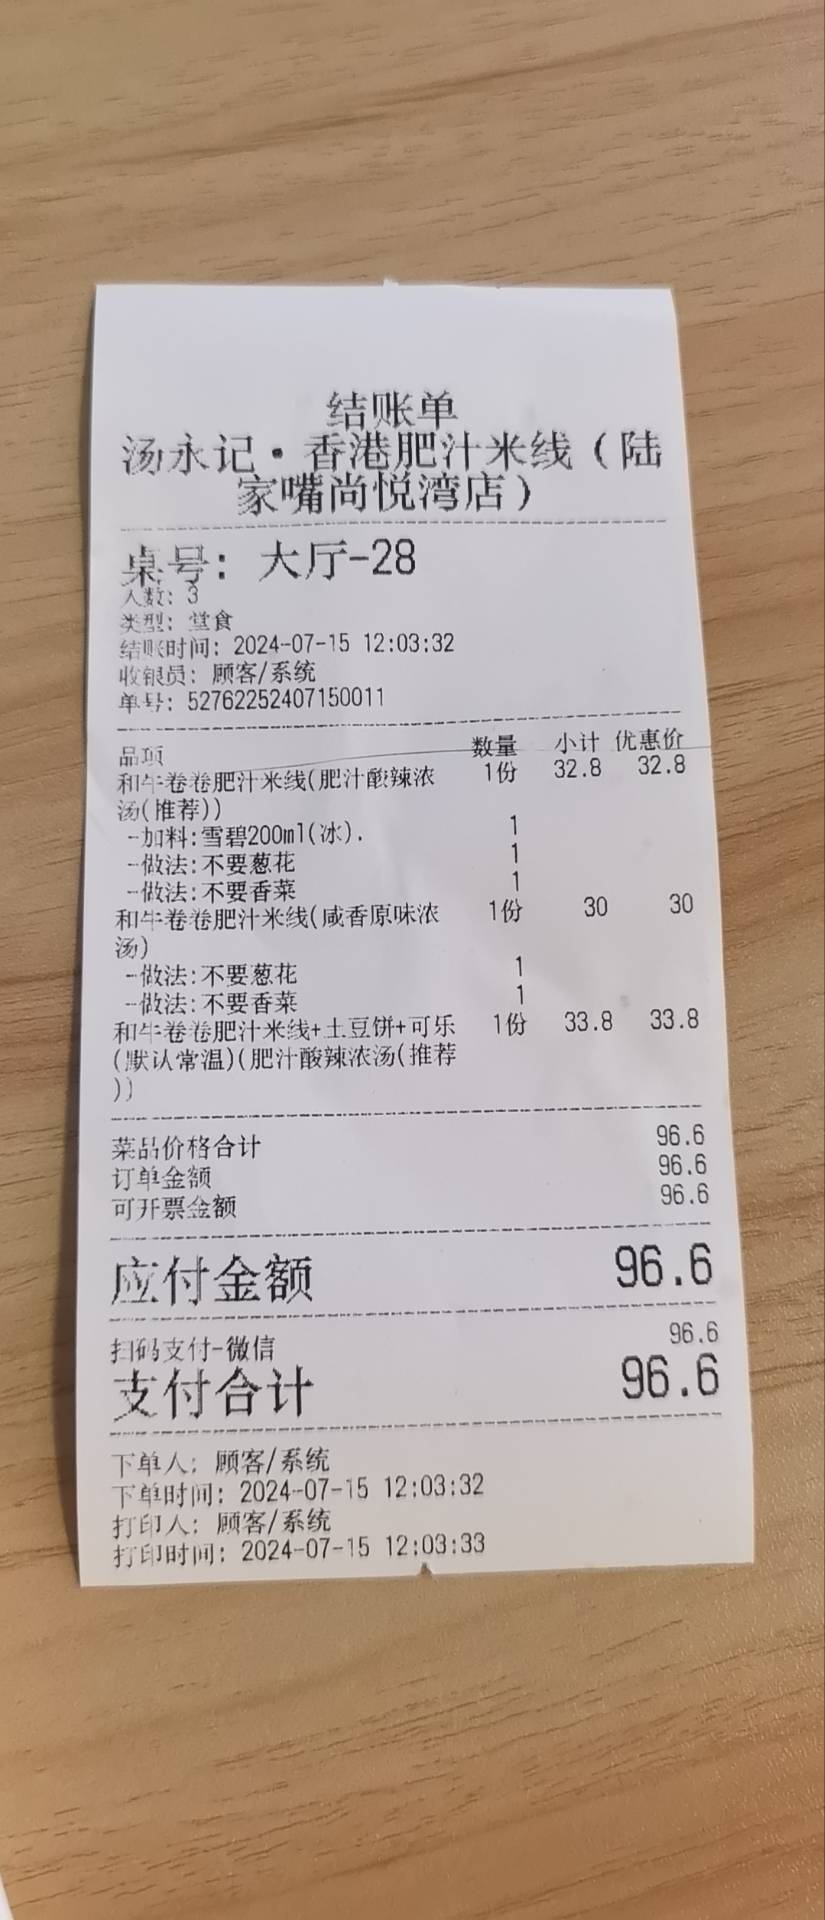 结账单
汤永记·香港肥汁米线(陆
家嘴尚悦湾店)
桌号: 大厅-28
人数: 3
类型: 堂食
结账时间: 2024-07-15 12:03:32
收银员: 顾客/系统
单号: 52762252407150011
品项 数量 小计 优惠价
和牛卷卷肥汁米线(肥汁酸辣浓 1份 32.8 32.8
汤(推荐))
-加料:雪碧200ml(冰). 1
-做法:不要葱花 1
-做法:不要香菜 1
和牛卷卷肥汁米线(咸香原味浓 1份 30 30
汤)
-做法:不要葱花 1
-做法:不要香菜 1
和牛卷卷肥汁米线+土豆饼+可乐 1份 33.8 33.8
(默认常温)(肥汁酸辣浓汤(推荐
))
菜品价格合计 96.6
订单金额 96.6
可开票金额 96.6
应付金额 96.6
扫码支付-微信 96.6
支付合计 96.6
下单人: 顾客/系统
下单时间: 2024-07-15 12:03:32
打印人: 顾客/系统
打印时间: 2024-07-15 12:03:33